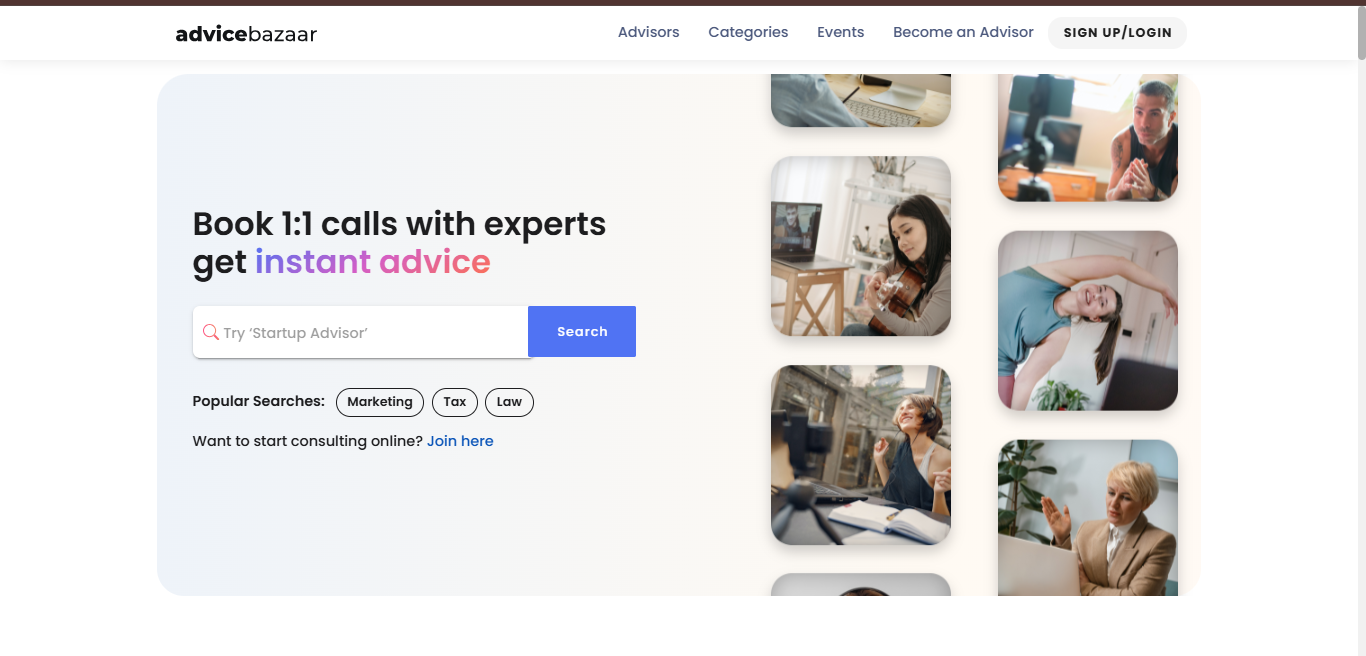 advicebazaar
Advisors
Categories
Events
Become an Advisor
SIGN UP/LOGIN
Book 1:1 calls with experts
get instant advice
Try ‘Startup Advisor’
Search
Popular Searches:
Marketing
Tax
Law
Want to start consulting online? Join here